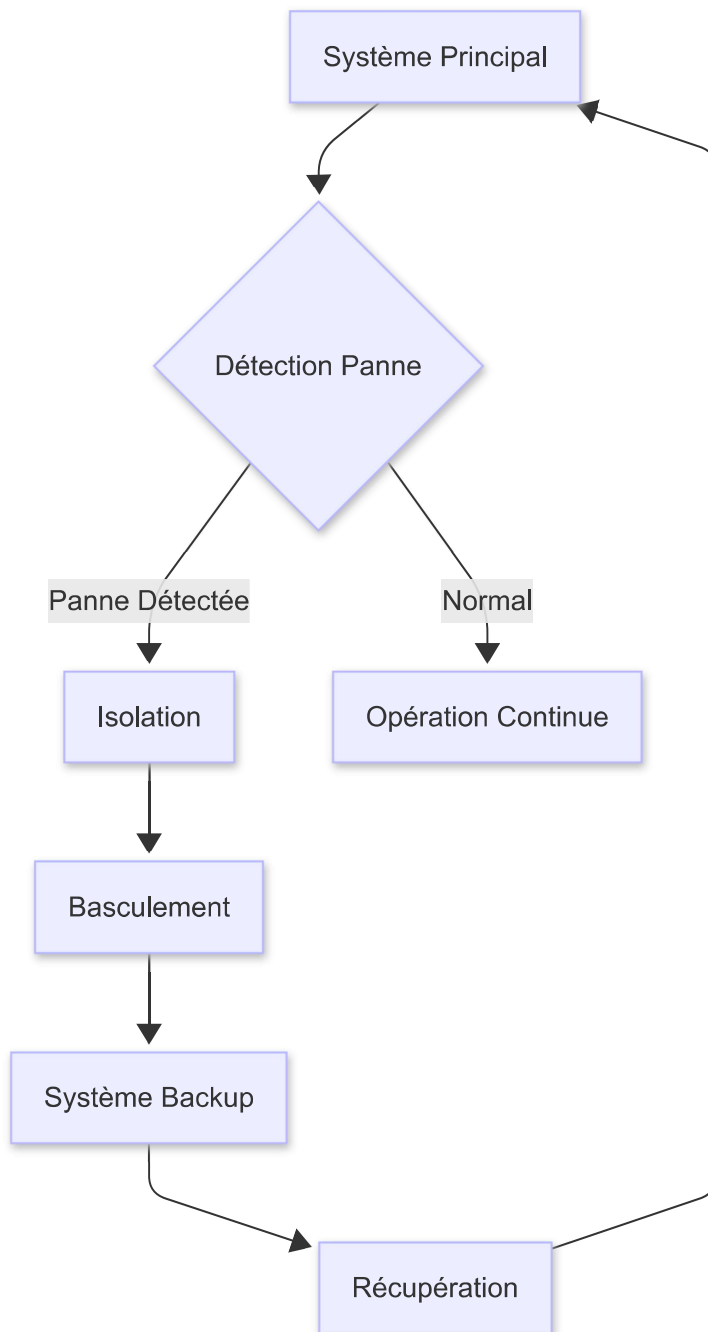 Système Principal
Détection Panne
Panne Détectée
Normal
Isolation
Opération Continue
Basculement
Système Backup
Récupération